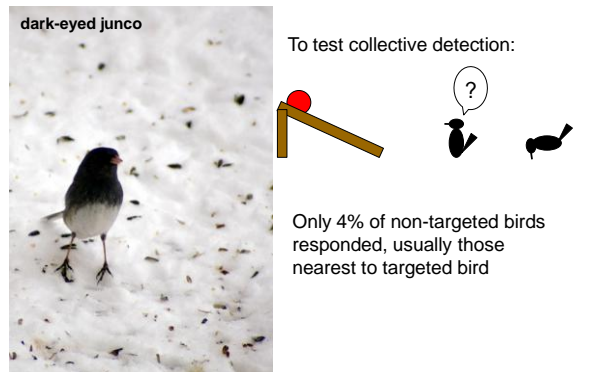 dark-eyed junco
To test collective detection:
?
Only 4% of non-targeted birds
responded, usually those
nearest to targeted bird